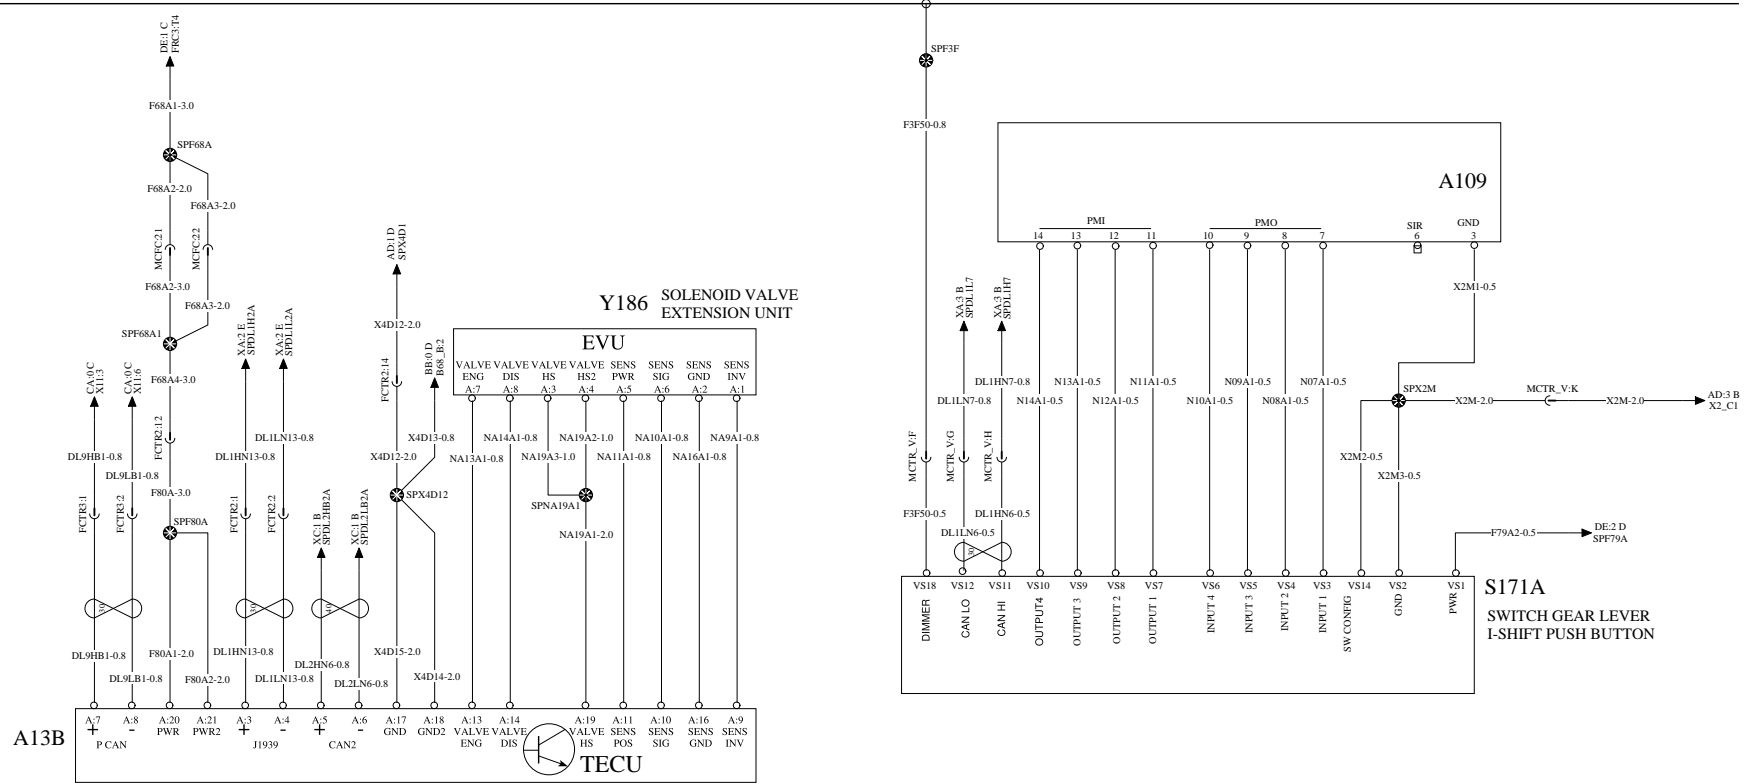 DE:1 C
FRC3:T4
F68A1-3.0
SPF68A
F68A2-2.0
F68A3-2.0
MCFC:21
MCFC:22
F68A2-3.0
F68A3-2.0
SPF68A1
F68A4-3.0
FCTR2:12
F80A-3.0
SPF80A
F80A1-2.0
F80A2-2.0
CA:0 C
X11:3
CA:0 C
X11:6
DL9HB1-0.8
DL9LB1-0.8
FCTR3:1
FCTR3:2
30
DL9HB1-0.8
DL9LB1-0.8
XA:2 E
SPDL1H2A
XA:2 E
SPDL1L2A
DL1LN13-0.8
DL1HN13-0.8
FCTR2:1
FCTR2:2
30
DL1HN13-0.8
DL1LN13-0.8
XC:1 B
SPDL2HB2A
XC:1 B
SPDL2LB2A
40
DL2HN6-0.8
DL2LN6-0.8
AD:1 D
SPX4D1
X4D12-2.0
FCTR2:14
BB:0 D
B68_B:2
X4D13-0.8
X4D12-2.0
SPX4D12
X4D15-2.0
X4D14-2.0
Y186
SOLENOID VALVE
EXTENSION UNIT
EVU
VALVE VALVE VALVE VALVE SENS SENS SENS SENS
ENG DIS HS HS2 PWR SIG GND INV
A:7 A:8 A:3 A:4 A:5 A:6 A:2 A:1
NA14A1-0.8 NA19A2-1.0 NA10A1-0.8 NA9A1-0.8
NA13A1-0.8 NA19A3-1.0 NA11A1-0.8 NA16A1-0.8
SPNA19A1
NA19A1-2.0
A13B
A:7 A:8 A:20 A:21 A:3 A:4 A:5 A:6 A:17 A:18 A:13 A:14 A:19 A:11 A:10 A:16 A:9
+ - PWR PWR2 + - + - GND GND2 VALVE VALVE VALVE SENS SENS SENS SENS
P CAN J1939 CAN2 ENG DIS HS POS SIG GND INV
TECU
SPF3F
F3F50-0.8
MCTR_V:F
F3F50-0.5
A109
PMI PMO SIR GND
14 13 12 11 10 9 8 7 6 3
XA:3 B
SPDL1L7
XA:3 B
SPDL1H7
DL1HN7-0.8
DL1LN7-0.8
MCTR_V:G
MCTR_V:H
DL1HN6-0.5
DL1LN6-0.5
30
N13A1-0.5 N11A1-0.5 N09A1-0.5 N07A1-0.5
N14A1-0.5 N12A1-0.5 N10A1-0.5 N08A1-0.5
X2M1-0.5
SPX2M
X2M-2.0
MCTR_V:K
X2M-2.0
AD:3 B
X2_C1
X2M2-0.5
X2M3-0.5
F79A2-0.5
DE:2 D
SPF79A
VS18 VS12 VS11 VS10 VS9 VS8 VS7 VS6 VS5 VS4 VS3 VS14 VS2 VS1
DIMMER
CAN LO
CAN HI
OUTPUT4
OUTPUT 3
OUTPUT 2
OUTPUT 1
INPUT 4
INPUT 3
INPUT 2
INPUT 1
SW CONFIG
GND
PWR
S171A
SWITCH GEAR LEVER
I-SHIFT PUSH BUTTON